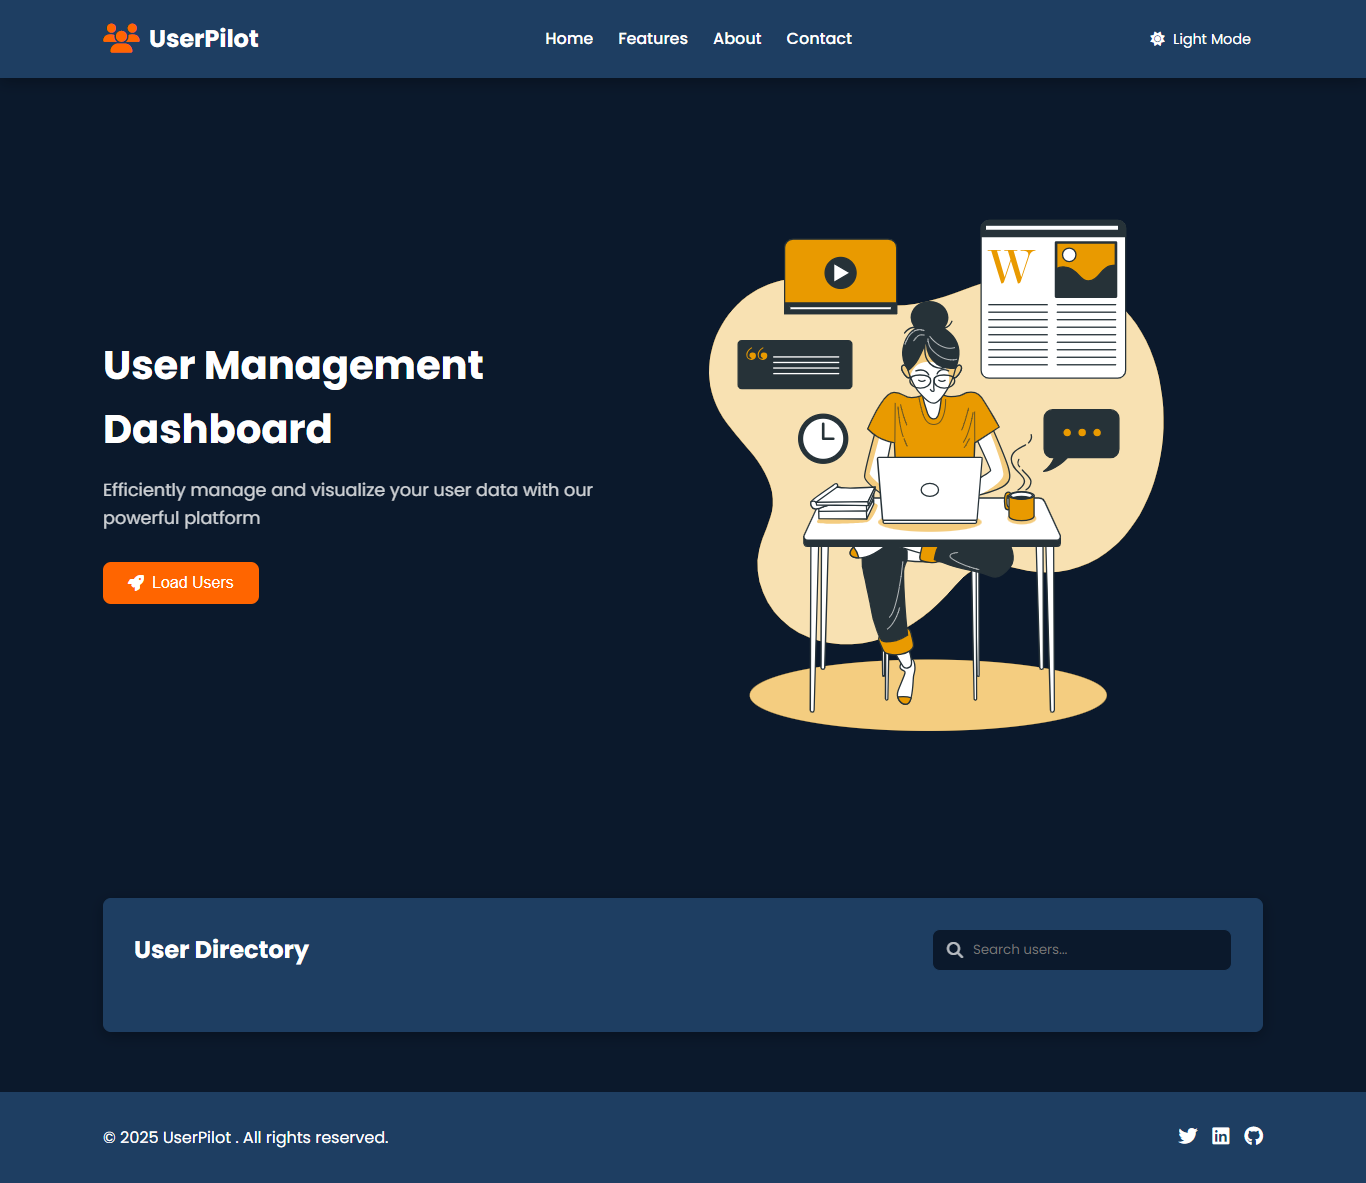 UserPilot
Home Features About Contact
Light Mode
W
“
User Management
Dashboard
Efficiently manage and visualize your user data with our
powerful platform
Load Users
User Directory
Search users...
© 2025 UserPilot . All rights reserved.